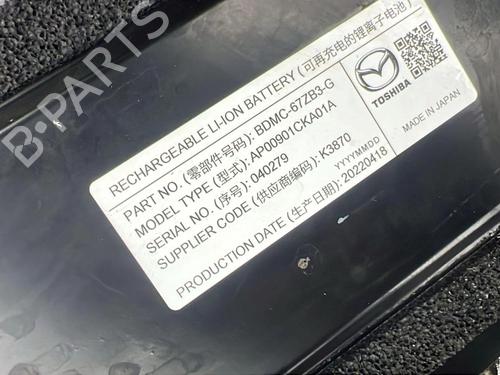 B-PARTS
RECHARGEABLE LI-ION BATTERY (可再充电的锂离子电池)
PART NO. (零部件号码): BDMC-67ZB3-G
MODEL TYPE (型式): AP00901CKA01A
SERIAL NO. (序号): 040279
SUPPLIER CODE (供应商编码): K3870
YYYYMMDD
PRODUCTION DATE (生产日期): 20220418
TOSHIBA
MADE IN JAPAN
B-PARTS